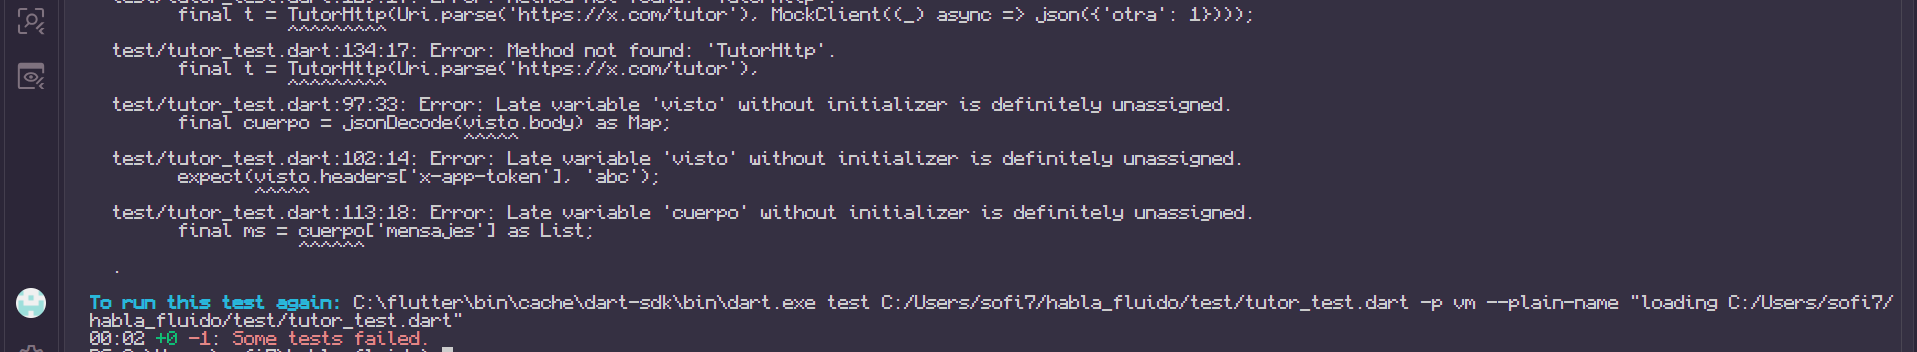 final t = TutorHttp(Uri.parse('https://x.com/tutor'), MockClient((_) async => json({'otra': 1})));
^^^^^^^^^
test/tutor_test.dart:134:17: Error: Method not found: 'TutorHttp'.
final t = TutorHttp(Uri.parse('https://x.com/tutor'),
^^^^^^^^^
test/tutor_test.dart:97:33: Error: Late variable 'visto' without initializer is definitely unassigned.
final cuerpo = jsonDecode(visto.body) as Map;
^^^^^
test/tutor_test.dart:102:14: Error: Late variable 'visto' without initializer is definitely unassigned.
expect(visto.headers['x-app-token'], 'abc');
^^^^^
test/tutor_test.dart:113:18: Error: Late variable 'cuerpo' without initializer is definitely unassigned.
final ms = cuerpo['mensajes'] as List;
^^^^^^
.
To run this test again: C:\flutter\bin\cache\dart-sdk\bin\dart.exe test C:/Users/sofi7/habla_fluido/test/tutor_test.dart -p vm --plain-name "loading C:/Users/sofi7/
habla_fluido/test/tutor_test.dart"
00:02 +0 -1: Some tests failed.